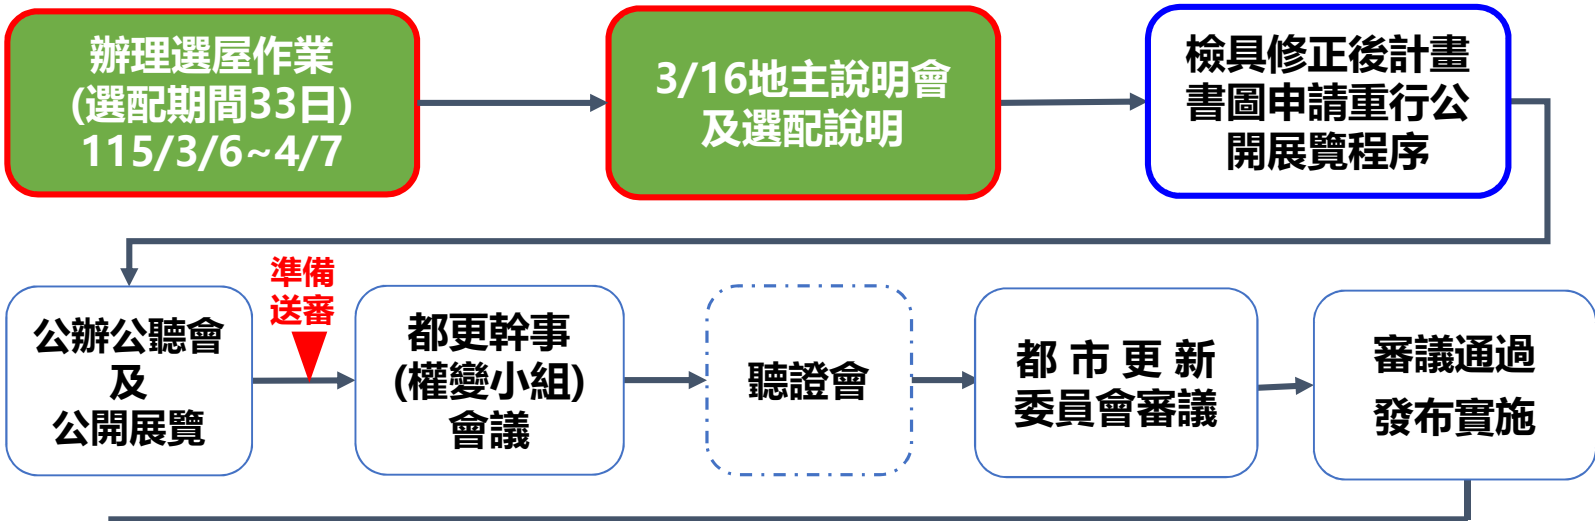 辦理選屋作業
(選配期間33日)
115/3/6~4/7
3/16地主說明會
及選配說明
檢具修正後計畫
書圖申請重行公
開展覽程序
公辦公聽會
及
公開展覽
準備
送審
都更幹事
(權變小組)
會議
聽證會
都 市 更 新
委員會審議
審議通過
發布實施